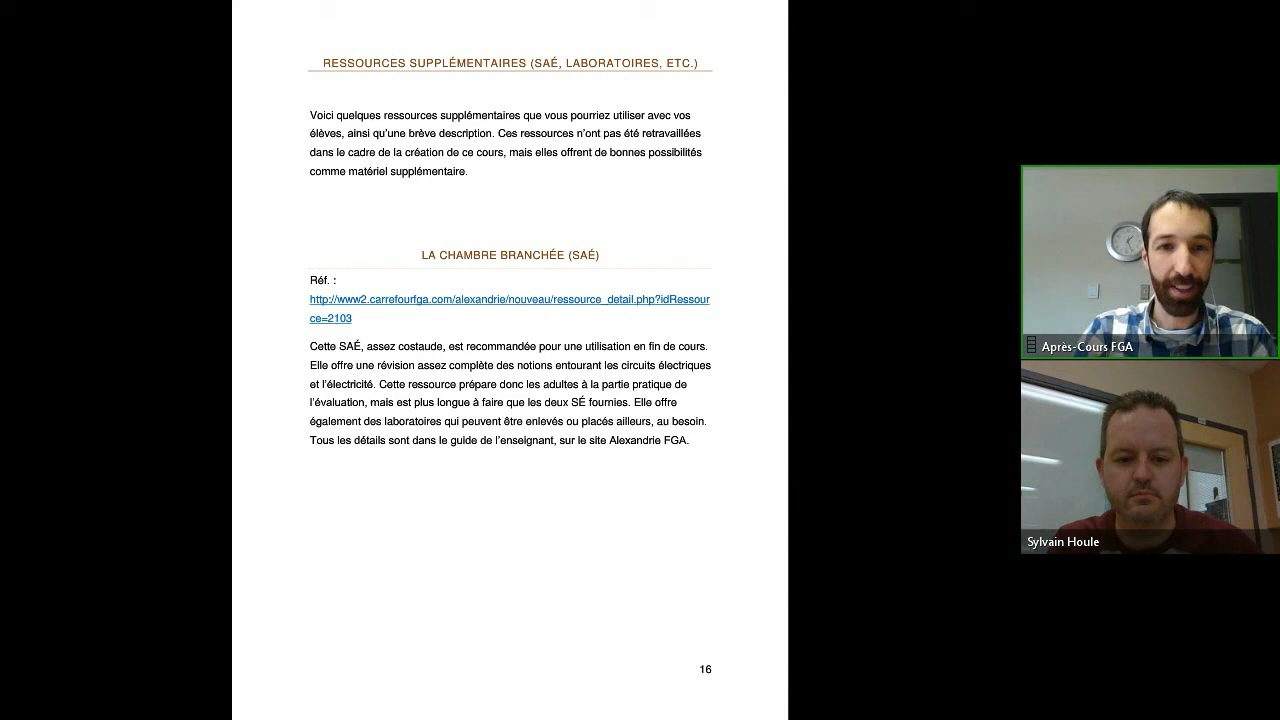 RESSOURCES SUPPLÉMENTAIRES (SAÉ, LABORATOIRES, ETC.)
Voici quelques ressources supplémentaires que vous pourriez utiliser avec vos
élèves, ainsi qu'une brève description. Ces ressources n'ont pas été retravaillées
dans le cadre de la création de ce cours, mais elles offrent de bonnes possibilités
comme matériel supplémentaire.
LA CHAMBRE BRANCHÉE (SAÉ)
Réf. :
http://www2.carrefourfga.com/alexandrie/nouveau/ressource_detail.php?idRessour
ce=2103
Cette SAÉ, assez costaude, est recommandée pour une utilisation en fin de cours.
Elle offre une révision assez complète des notions entourant les circuits électriques
et l'électricité. Cette ressource prépare donc les adultes à la partie pratique de
l'évaluation, mais est plus longue à faire que les deux SÉ fournies. Elle offre
également des laboratoires qui peuvent être enlevés ou placés ailleurs, au besoin.
Tous les détails sont dans le guide de l'enseignant, sur le site Alexandrie FGA.
16
Après-Cours FGA
Sylvain Houle